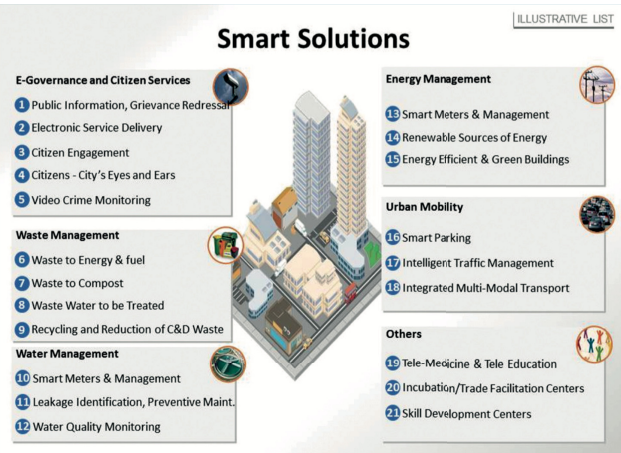 ILLUSTRATIVE LIST
Smart Solutions
E-Governance and Citizen Services
1 Public Information, Grievance Redressal
2 Electronic Service Delivery
3 Citizen Engagement
4 Citizens - City's Eyes and Ears
5 Video Crime Monitoring
Waste Management
6 Waste to Energy & fuel
7 Waste to Compost
8 Waste Water to be Treated
9 Recycling and Reduction of C&D Waste
Water Management
10 Smart Meters & Management
11 Leakage Identification, Preventive Maint.
12 Water Quality Monitoring
Energy Management
13 Smart Meters & Management
14 Renewable Sources of Energy
15 Energy Efficient & Green Buildings
Urban Mobility
16 Smart Parking
17 Intelligent Traffic Management
18 Integrated Multi-Modal Transport
Others
19 Tele-Medicine & Tele Education
20 Incubation/Trade Facilitation Centers
21 Skill Development Centers